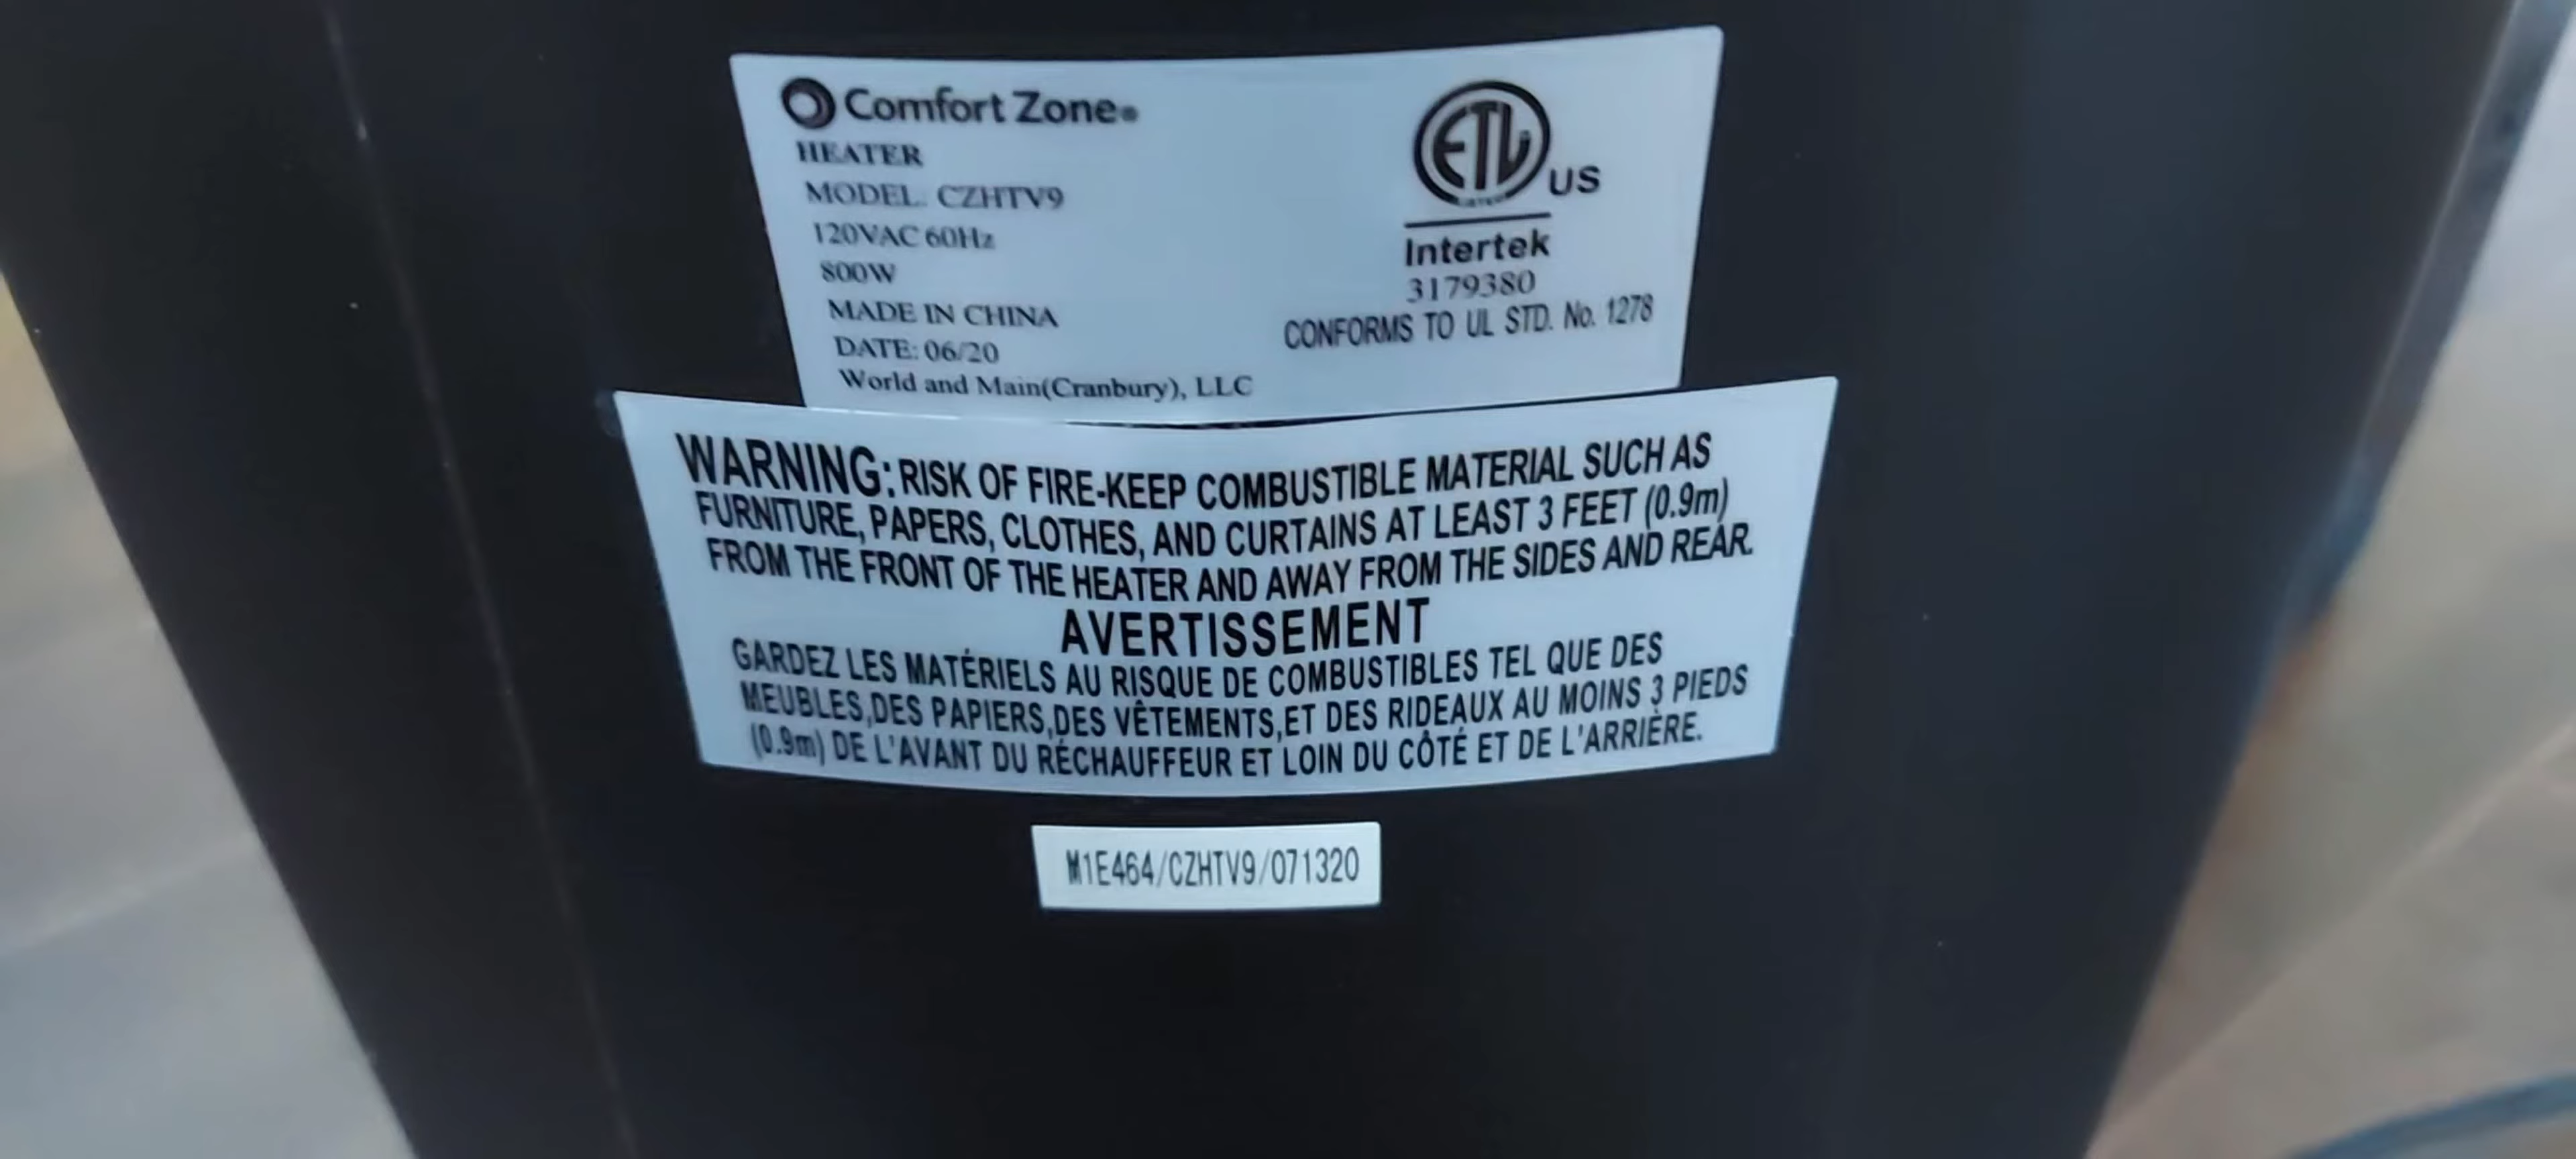 Comfort Zone®
HEATER
MODEL: CZHTV9
120VAC 60Hz
800W
MADE IN CHINA
DATE: 06/20
World and Main(Cranbury), LLC
ETL
LISTED
US
Intertek
3179380
CONFORMS TO UL STD. No. 1278
WARNING: RISK OF FIRE-KEEP COMBUSTIBLE MATERIAL SUCH AS
FURNITURE, PAPERS, CLOTHES, AND CURTAINS AT LEAST 3 FEET (0.9m)
FROM THE FRONT OF THE HEATER AND AWAY FROM THE SIDES AND REAR.
AVERTISSEMENT
GARDEZ LES MATÉRIELS AU RISQUE DE COMBUSTIBLES TEL QUE DES
MEUBLES,DES PAPIERS,DES VÊTEMENTS,ET DES RIDEAUX AU MOINS 3 PIEDS
(0.9m) DE L'AVANT DU RÉCHAUFFEUR ET LOIN DU CÔTÉ ET DE L'ARRIÈRE.
M1E464/CZHTV9/071320